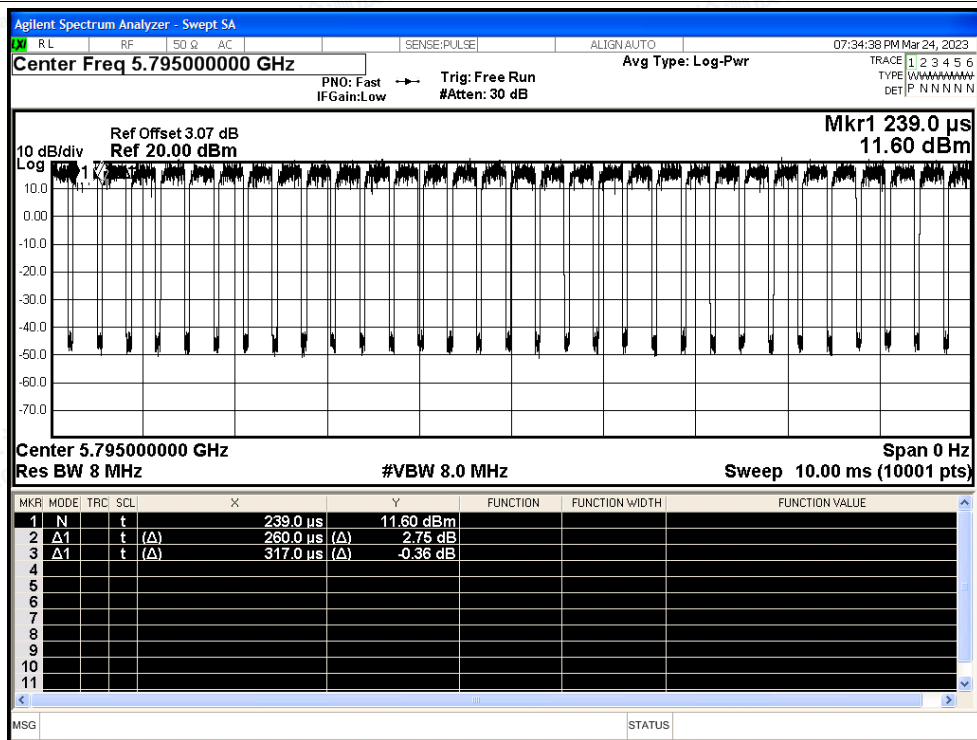 Agilent Spectrum Analyzer - Swept SA
LXI RL RF 50 Ω AC SENSE:PULSE ALIGN AUTO 07:34:38 PM Mar 24, 2023
Center Freq 5.795000000 GHz Avg Type: Log-Pwr TRACE 1 2 3 4 5 6
PNO: Fast Trig: Free Run TYPE WWWWWW
IFGain:Low #Atten: 30 dB DET P N N N N N
Mkr1 239.0 µs
Ref Offset 3.07 dB
10 dB/div Ref 20.00 dBm 11.60 dBm
Log
1
10.0
0.00
-10.0
-20.0
-30.0
-40.0
-50.0
-60.0
-70.0
Center 5.795000000 GHz Span 0 Hz
Res BW 8 MHz #VBW 8.0 MHz Sweep 10.00 ms (10001 pts)
MKR MODE TRC SCL X Y FUNCTION FUNCTION WIDTH FUNCTION VALUE
1 N t 239.0 µs 11.60 dBm
2 Δ1 t (Δ) 260.0 µs (Δ) 2.75 dB
3 Δ1 t (Δ) 317.0 µs (Δ) -0.36 dB
4
5
6
7
8
9
10
11
MSG STATUS